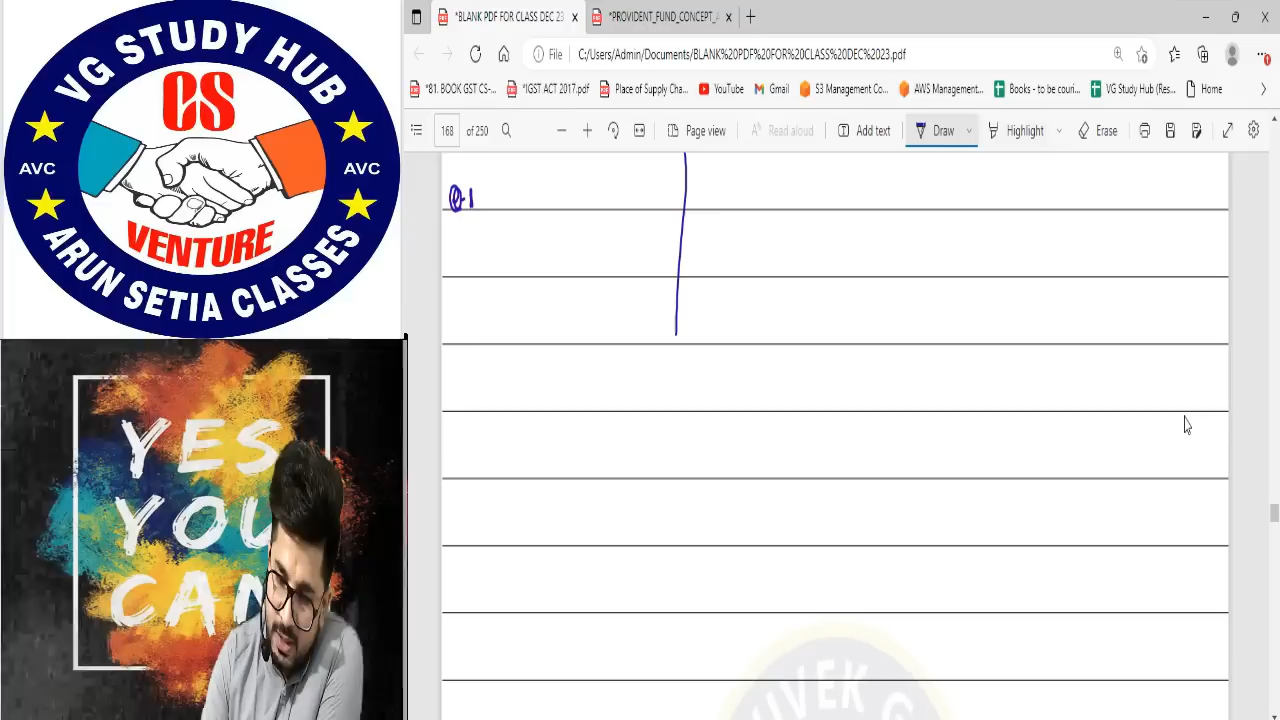 VG STUDY HUB
CS
AVC
AVC
VENTURE
ARUN SETIA CLASSES
YES
YOU
CAN
*BLANK PDF FOR CLASS DEC 23
*PROVIDENT_FUND_CONCEPT_
File
C:/Users/Admin/Documents/BLANK%20PDF%20FOR%20CLASS%20DEC%2023.pdf
*81. BOOK GST CS-...
*IGST ACT 2017.pdf
Place of Supply Cha...
YouTube
Gmail
S3 Management Co...
AWS Management...
Books - to be couri...
VG Study Hub (Res...
Home
168 of 250
Page view
Read aloud
Add text
Draw
Highlight
Erase
Q.1
UVEK G